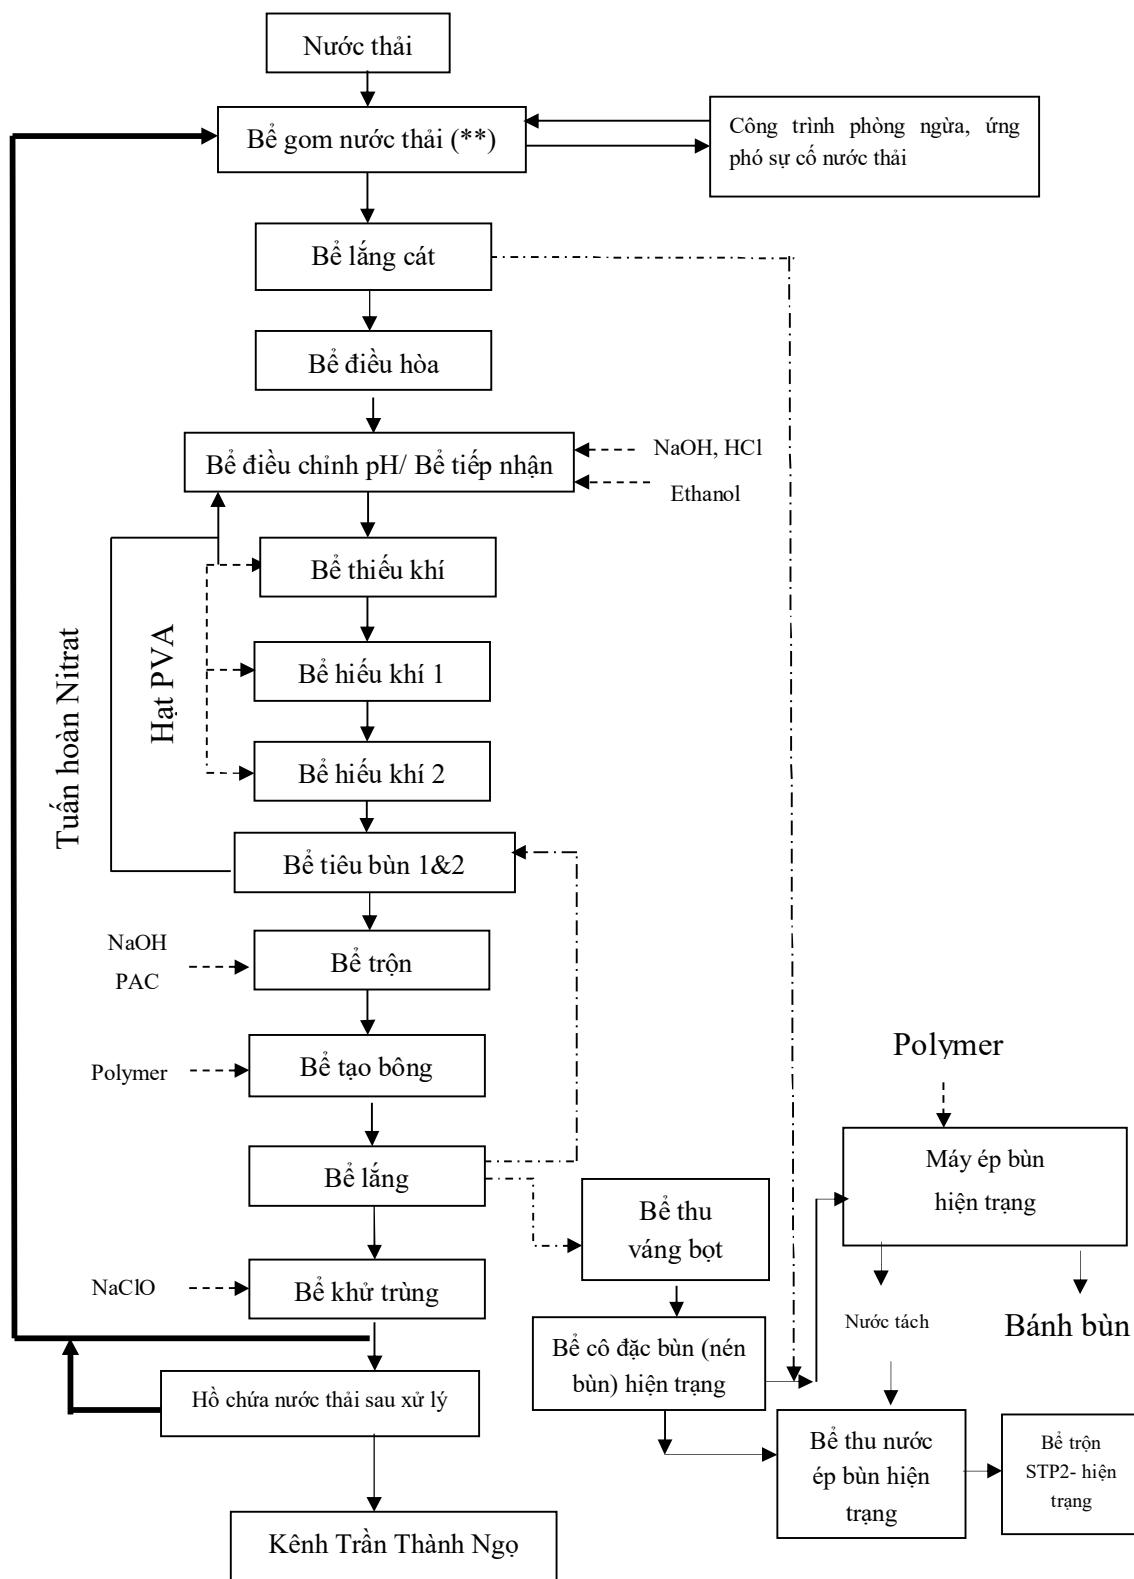 Nước thải
Bể gom nước thải (**)
Công trình phòng ngừa, ứng
phó sự cố nước thải
Bể lắng cát
Bể điều hòa
Bể điều chỉnh pH/ Bể tiếp nhận
NaOH, HCl
Ethanol
Bể thiếu khí
Tuấn hoàn Nitrat
Hạt PVA
Bể hiếu khí 1
Bể hiếu khí 2
Bể tiêu bùn 1&2
NaOH
PAC
Bể trộn
Polymer
Bể tạo bông
Polymer
Bể lắng
Máy ép bùn
hiện trạng
Bể thu
váng bọt
NaClO
Bể khử trùng
Nước tách
Bánh bùn
Bể cô đặc bùn (nén
bùn) hiện trạng
Hồ chứa nước thải sau xử lý
Bể thu nước
ép bùn hiện
trạng
Bể trộn
STP2- hiện
trạng
Kênh Trần Thành Ngọ